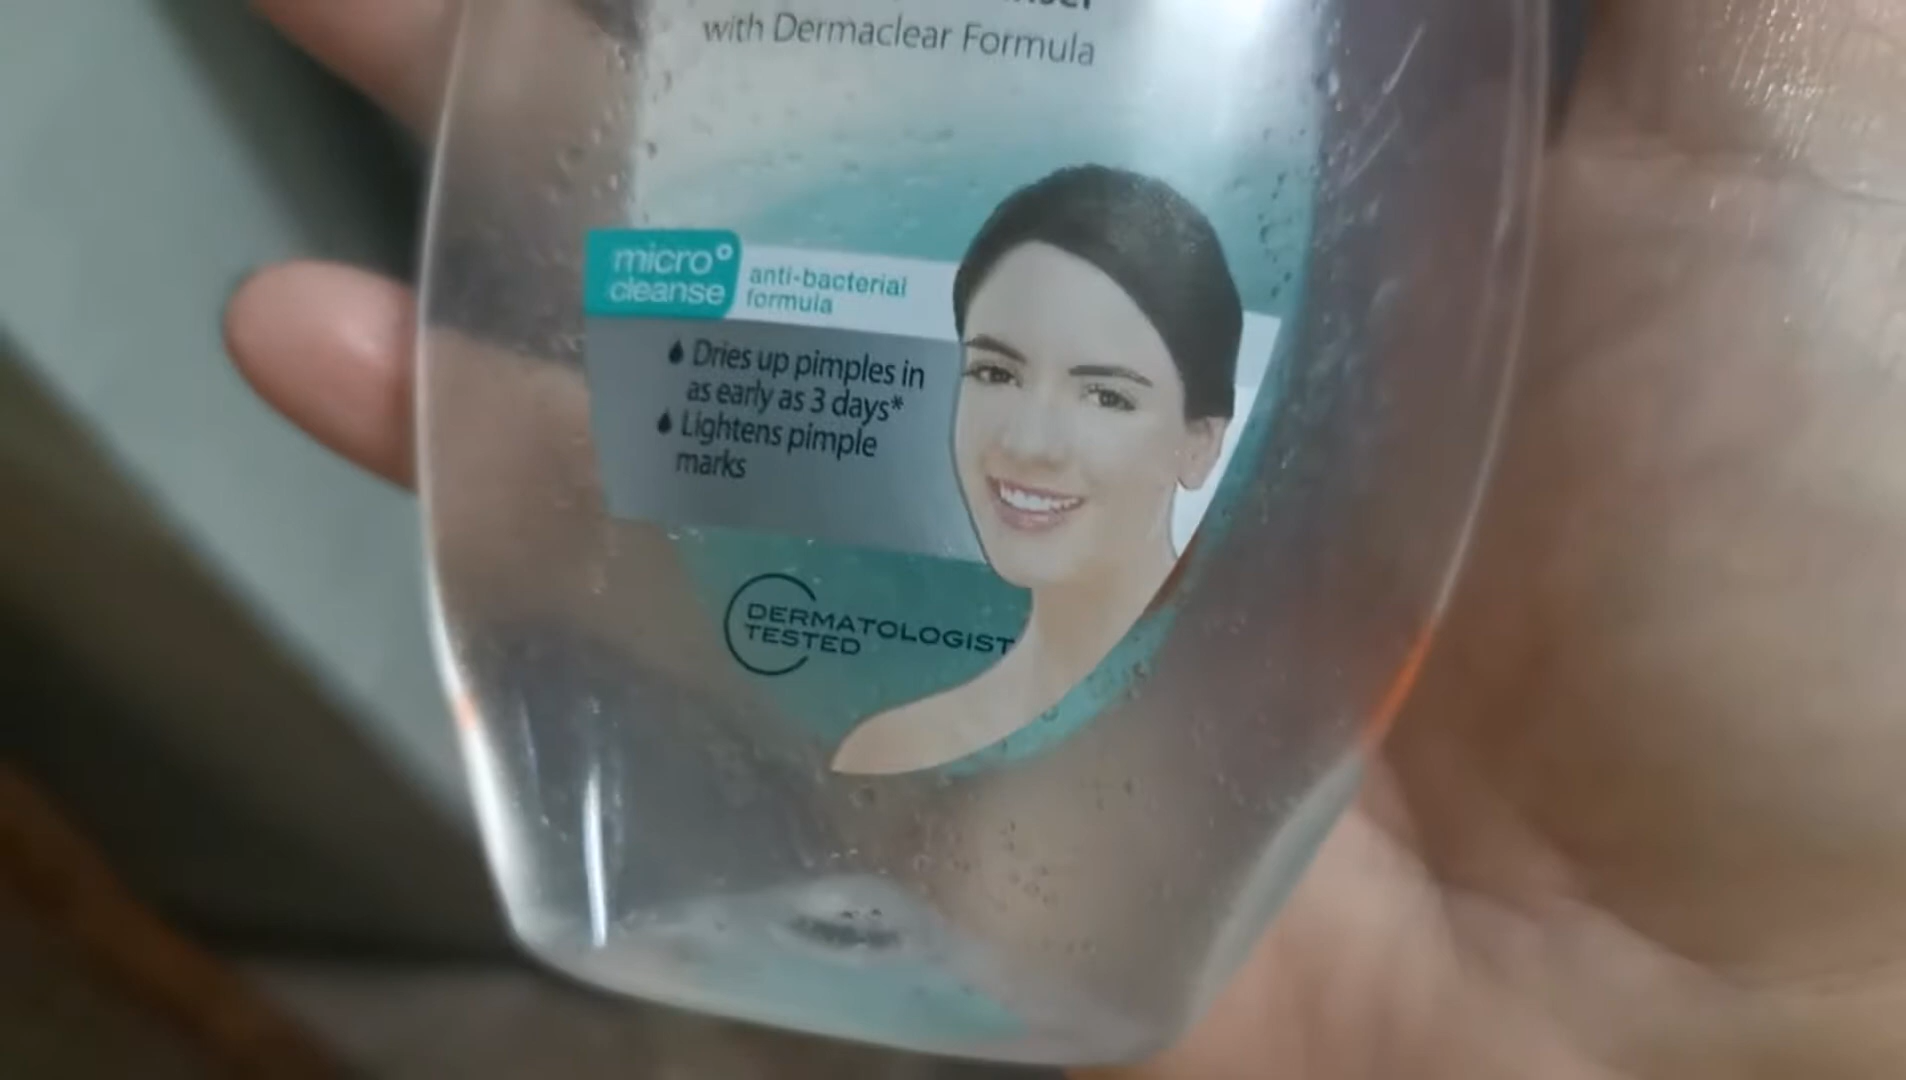 with Dermaclear Formula
micro
cleanse
anti-bacterial
formula
Dries up pimples in
as early as 3 days*
Lightens pimple
marks
DERMATOLOGIST
TESTED